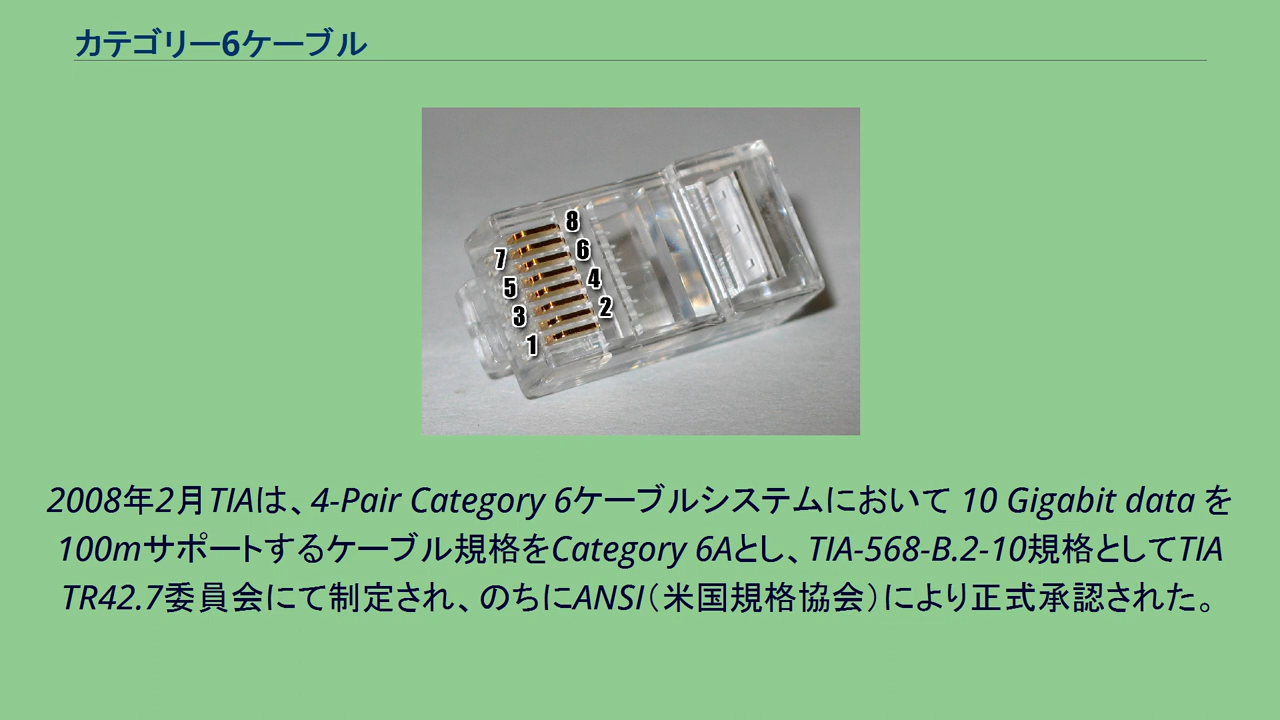 カテゴリー6ケーブル
8
7
6
5
4
3
2
1
2008年2月TIAは、4-Pair Category 6ケーブルシステムにおいて 10 Gigabit data を
100mサポートするケーブル規格をCategory 6Aとし、TIA-568-B.2-10規格としてTIA
TR42.7委員会にて制定され、のちにANSI（米国規格協会）により正式承認された。